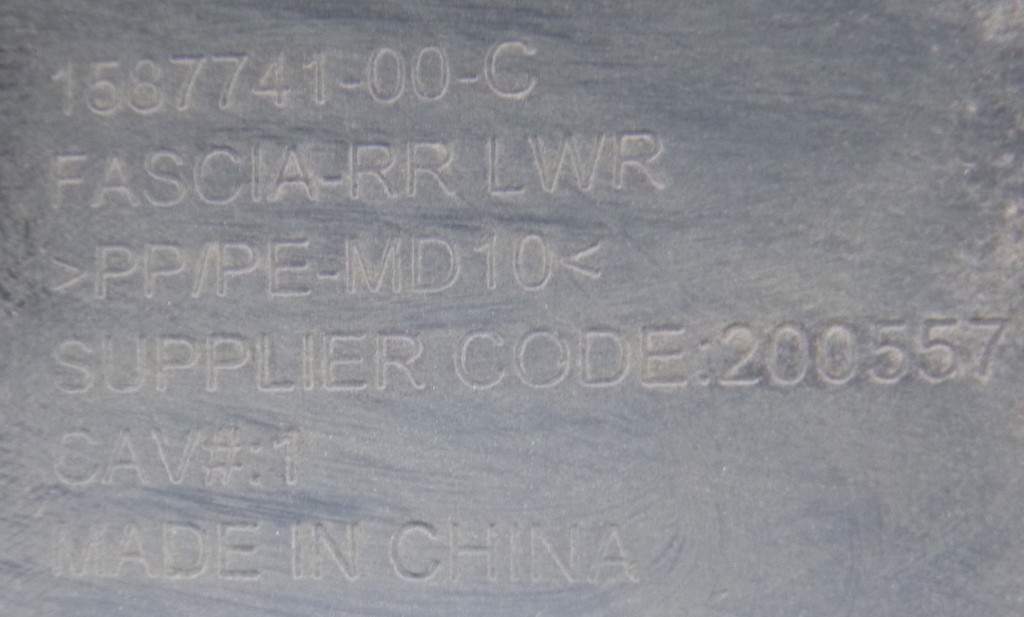 1587741-00-C
FASCIA-RR LWR
>PP/PE-MD10<
SUPPLIER CODE:200557
CAV#:1
MADE IN CHINA